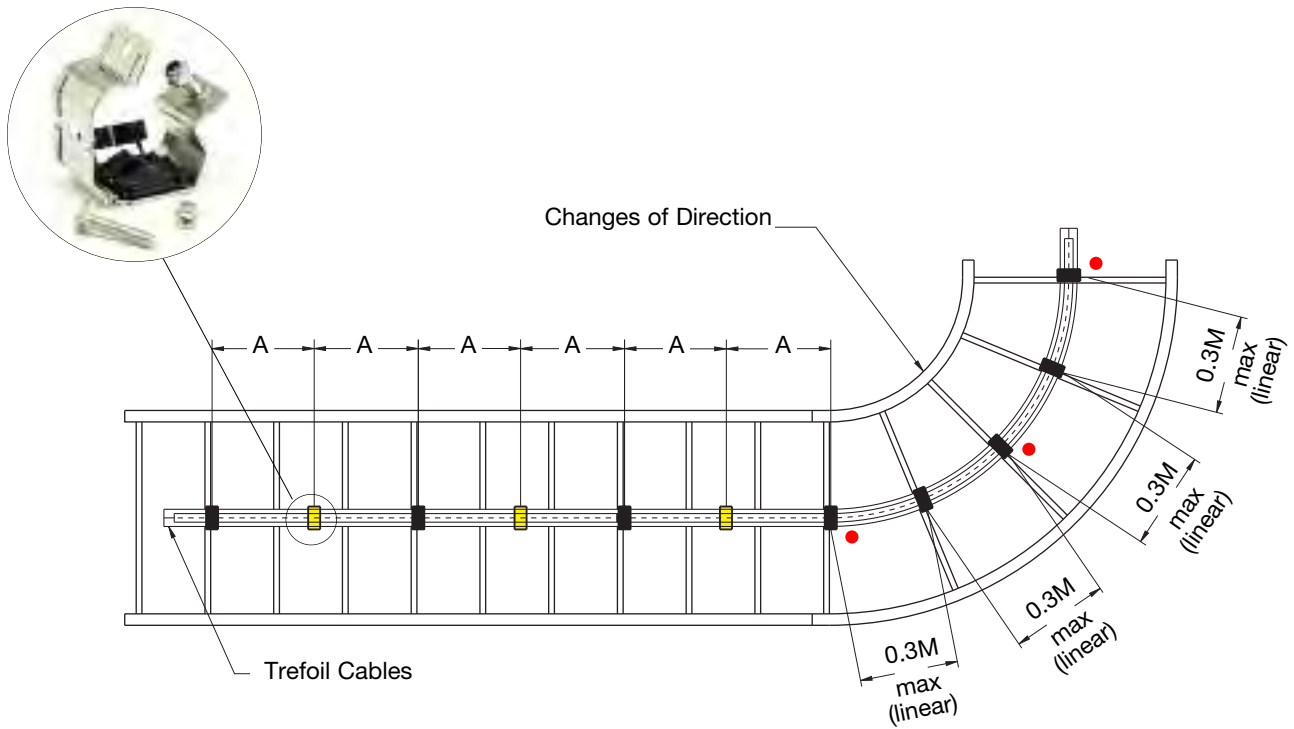 Changes of Direction
A A A A A A
0.3M
max
(linear)
0.3M
max
(linear)
0.3M
max
(linear)
0.3M
max
(linear)
Trefoil Cables